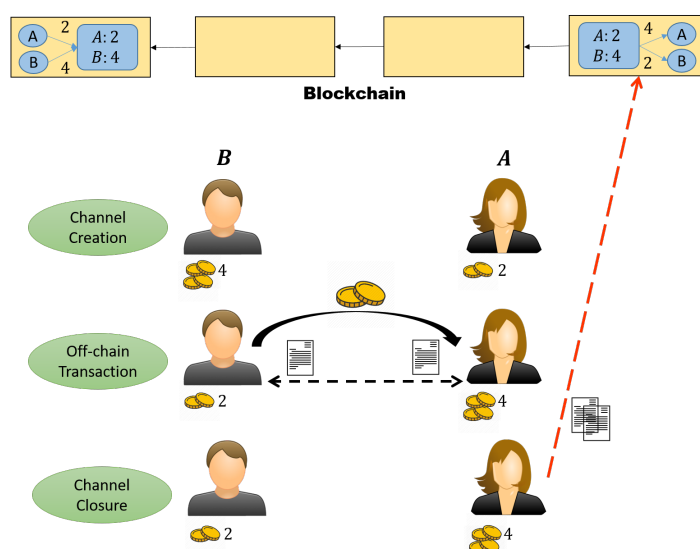 2
A
B
4
A: 2
B: 4
A: 2
B: 4
4
2
A
B
Blockchain
B
A
Channel
Creation
4
2
Off-chain
Transaction
2
4
Channel
Closure
2
4